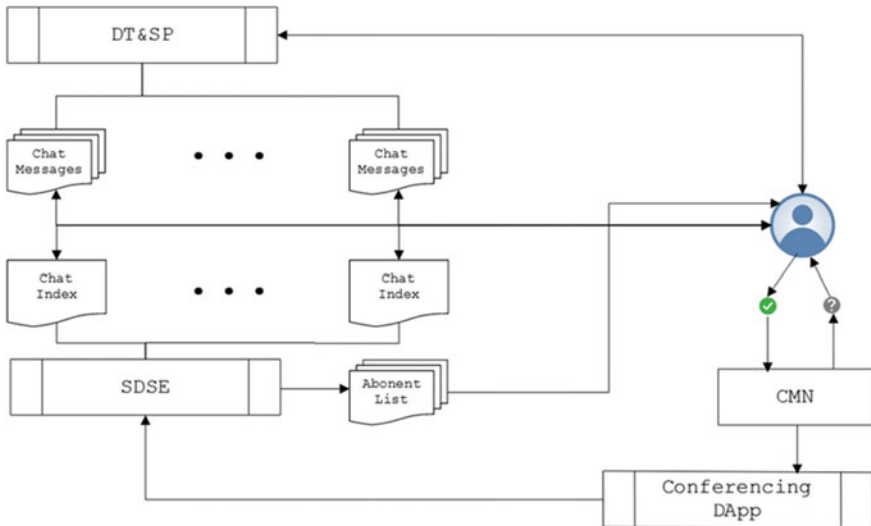 DT&SP
Chat
Messages
Chat
Messages
Chat
Index
Chat
Index
SDSE
Abonent
List
?
CMN
Conferencing
DApp